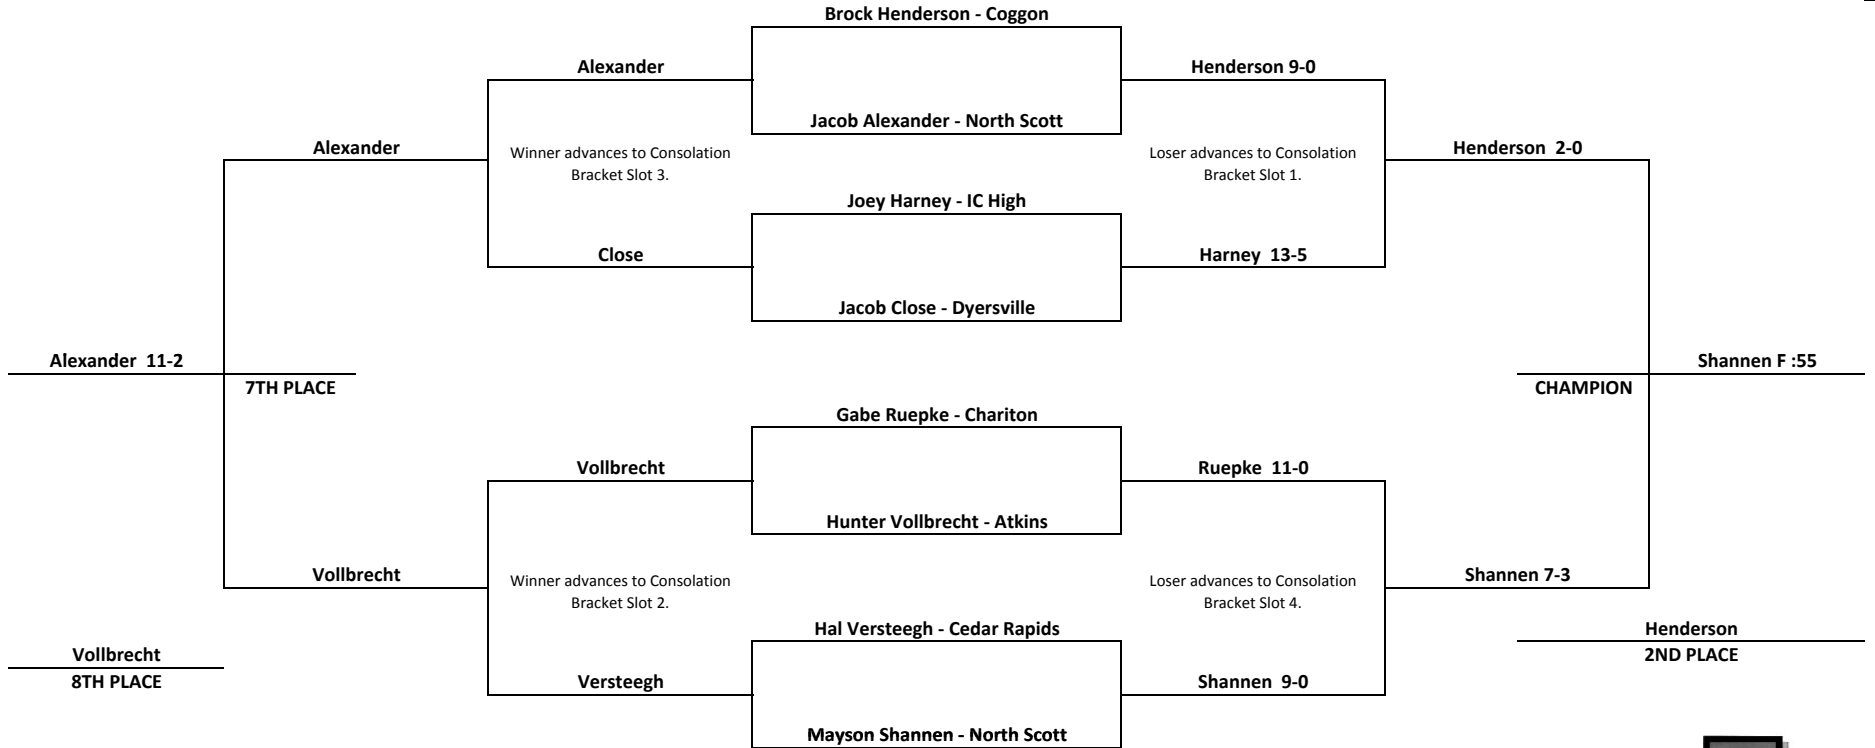 Brock Henderson - Coggon
Alexander
Henderson 9-0
Jacob Alexander - North Scott
Alexander
Winner advances to Consolation
Bracket Slot 3.
Loser advances to Consolation
Bracket Slot 1.
Henderson 2-0
Joey Harney - IC High
Close
Harney 13-5
Jacob Close - Dyersville
Alexander 11-2
7TH PLACE
Shannen F :55
CHAMPION
Gabe Ruepke - Chariton
Vollbrecht
Ruepke 11-0
Hunter Vollbrecht - Atkins
Vollbrecht
Winner advances to Consolation
Bracket Slot 2.
Loser advances to Consolation
Bracket Slot 4.
Shannen 7-3
Hal Versteegh - Cedar Rapids
Henderson
2ND PLACE
Vollbrecht
8TH PLACE
Versteegh
Shannen 9-0
Mayson Shannen - North Scott